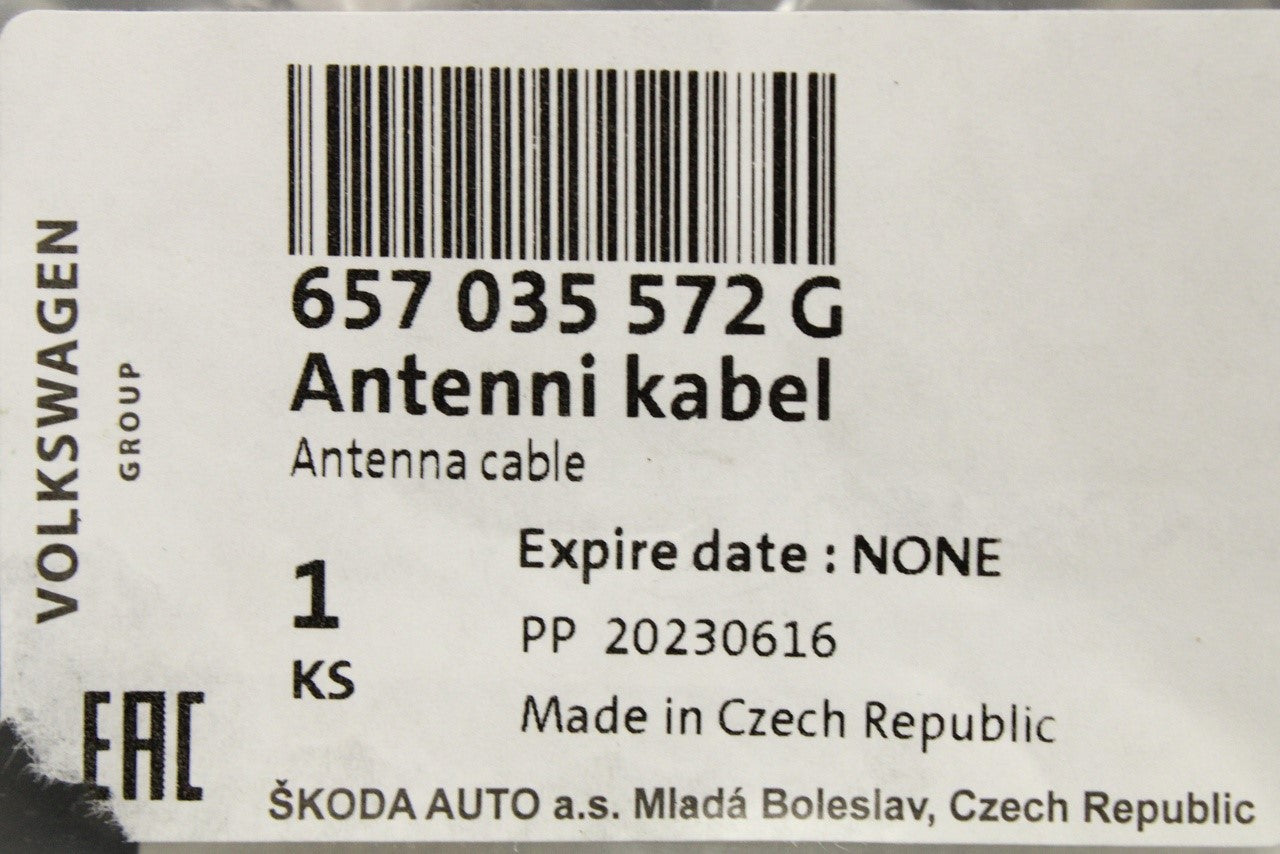 VOLKSWAGEN
GROUP
657 035 572 G
Antenni kabel
Antenna cable
1
KS
Expire date : NONE
PP 20230616
Made in Czech Republic
EAC
ŠKODA AUTO a.s. Mladá Boleslav, Czech Republic